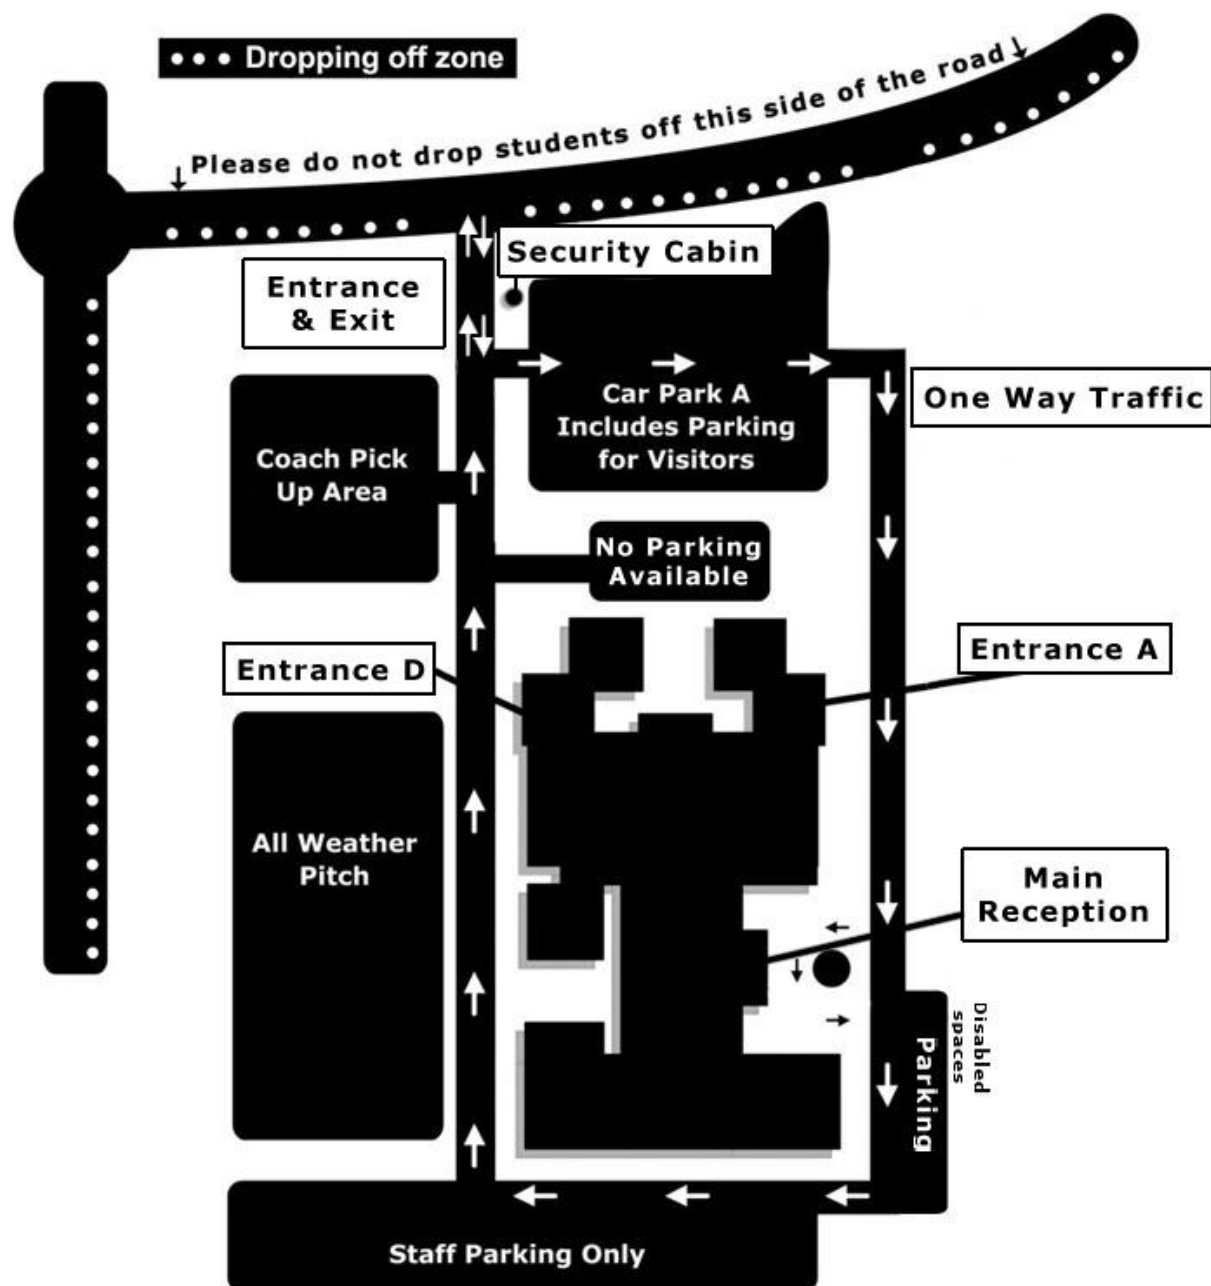 Dropping off zone
Please do not drop students off this side of the road
Security Cabin
Entrance
& Exit
One Way Traffic
Car Park A
Includes Parking
for Visitors
Coach Pick
Up Area
No Parking
Available
Entrance A
Entrance D
All Weather
Pitch
Main
Reception
Disabled
spaces
Parking
Staff Parking Only